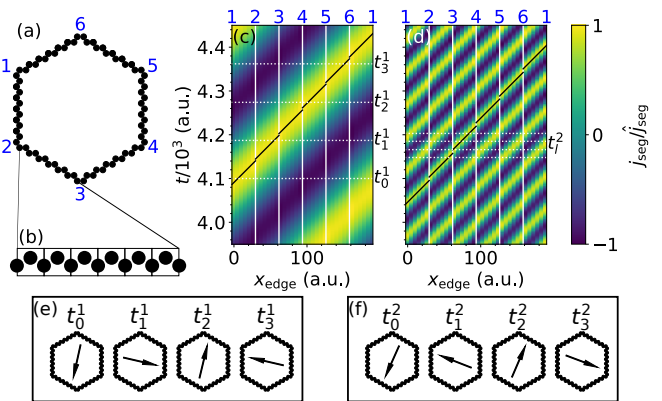 (a)
6
1
5
2
4
3
(b)
1 2 3 4 5 6 1
(c)
t/10³ (a.u.)
4.4
4.3
4.2
4.1
4.0
t₃¹
t₂¹
t₁¹
t₀¹
0
100
x_edge (a.u.)
1 2 3 4 5 6 1
(d)
t_l²
0
100
x_edge (a.u.)
1
0
−1
j_seg/ĵ_seg
(e)
t₀¹ t₁¹ t₂¹ t₃¹
(f)
t₀² t₁² t₂² t₃²